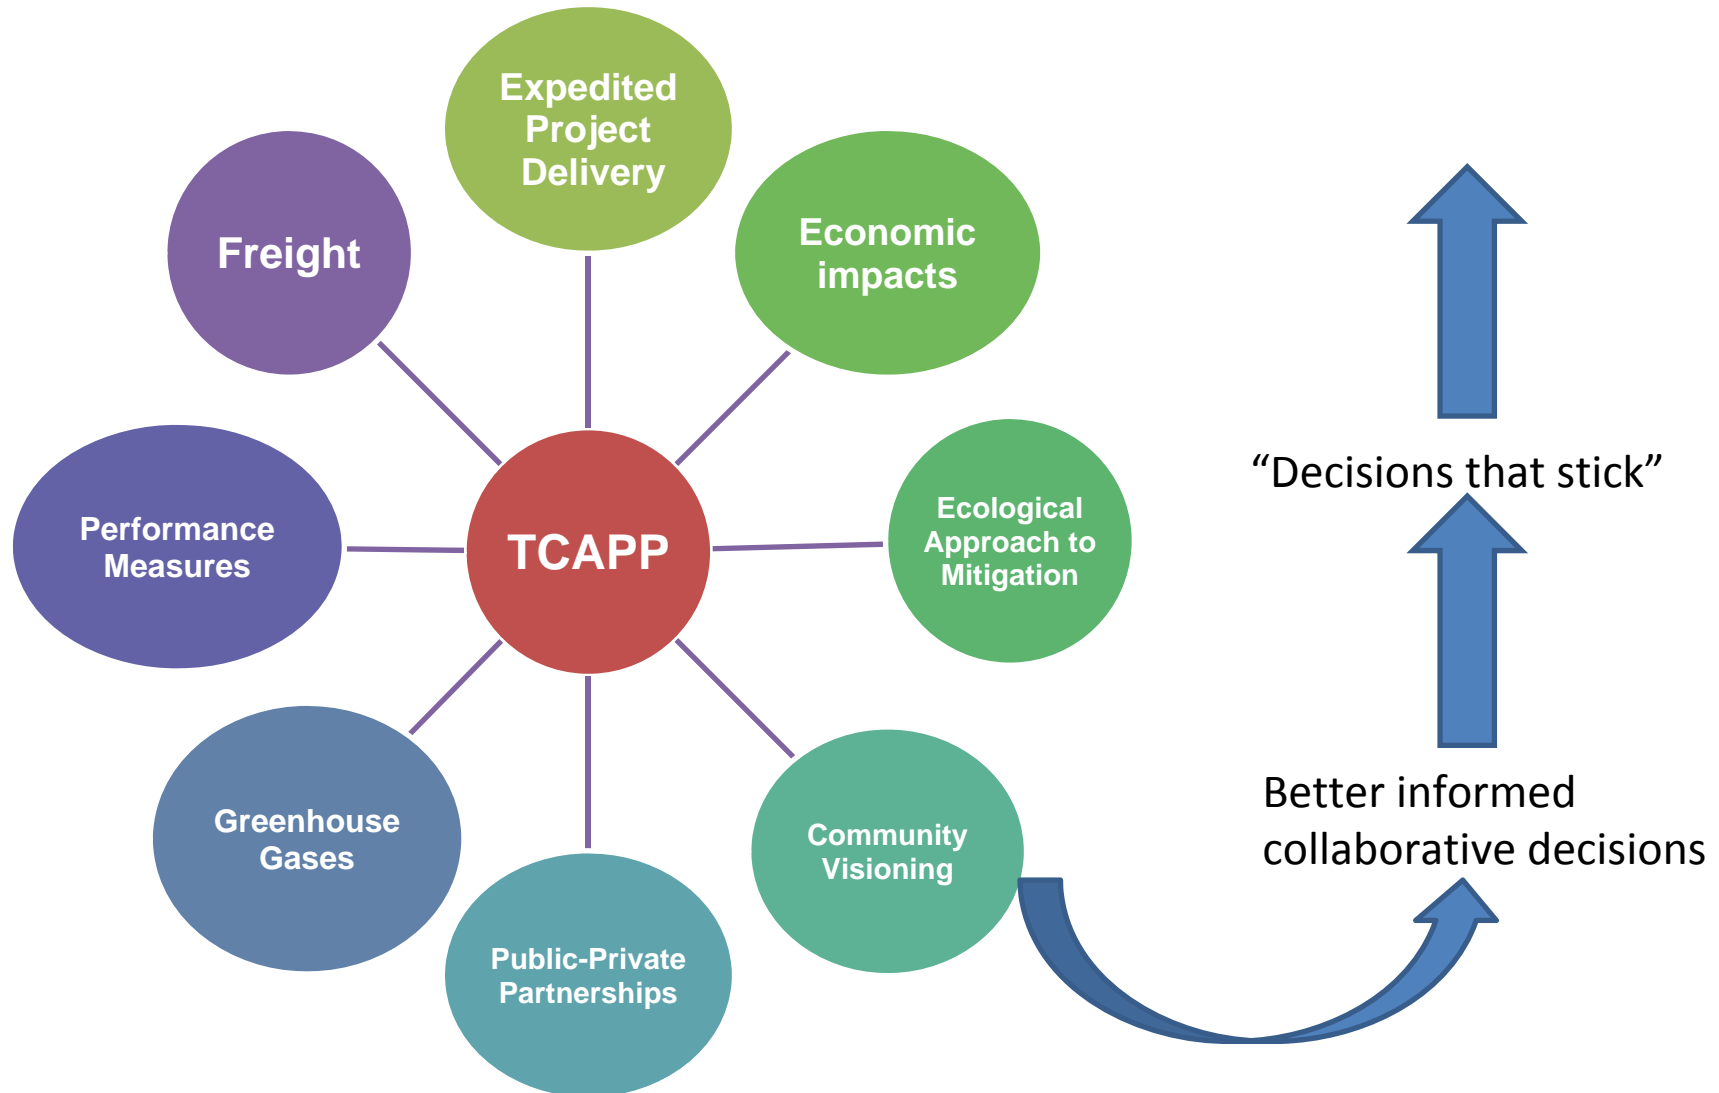 Expedited
Project
Delivery
Economic
impacts
Freight
Ecological
Approach to
Mitigation
TCAPP
Performance
Measures
Greenhouse
Gases
Community
Visioning
Public-Private
Partnerships
“Decisions that stick”
Better informed
collaborative decisions